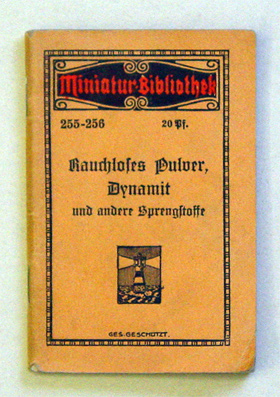 Miniatur-Bibliothek
255-256 20 Pf.
Rauchloses Pulver,
Dynamit
und andere Sprengstoffe
GES. GESCHÜTZT.